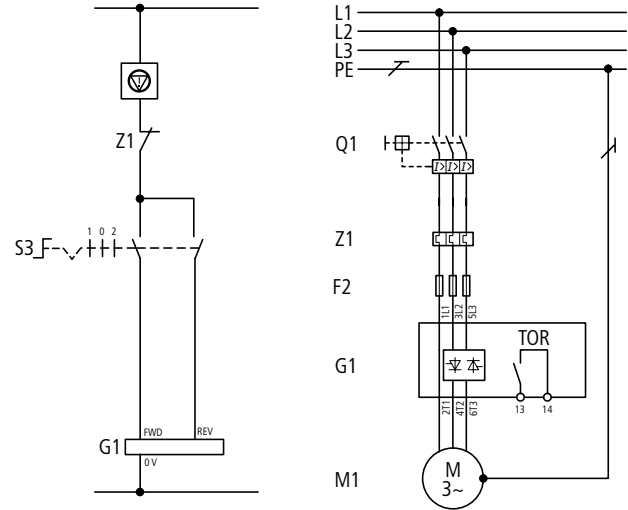 Z1
1 0 2
S3
FWD
REV
G1
0 V
L1
L2
L3
PE
Q1
I> I> I>
Z1
F2
1L1
3L2
5L3
TOR
G1
13
14
2T1
4T2
6T3
M1
M
3~